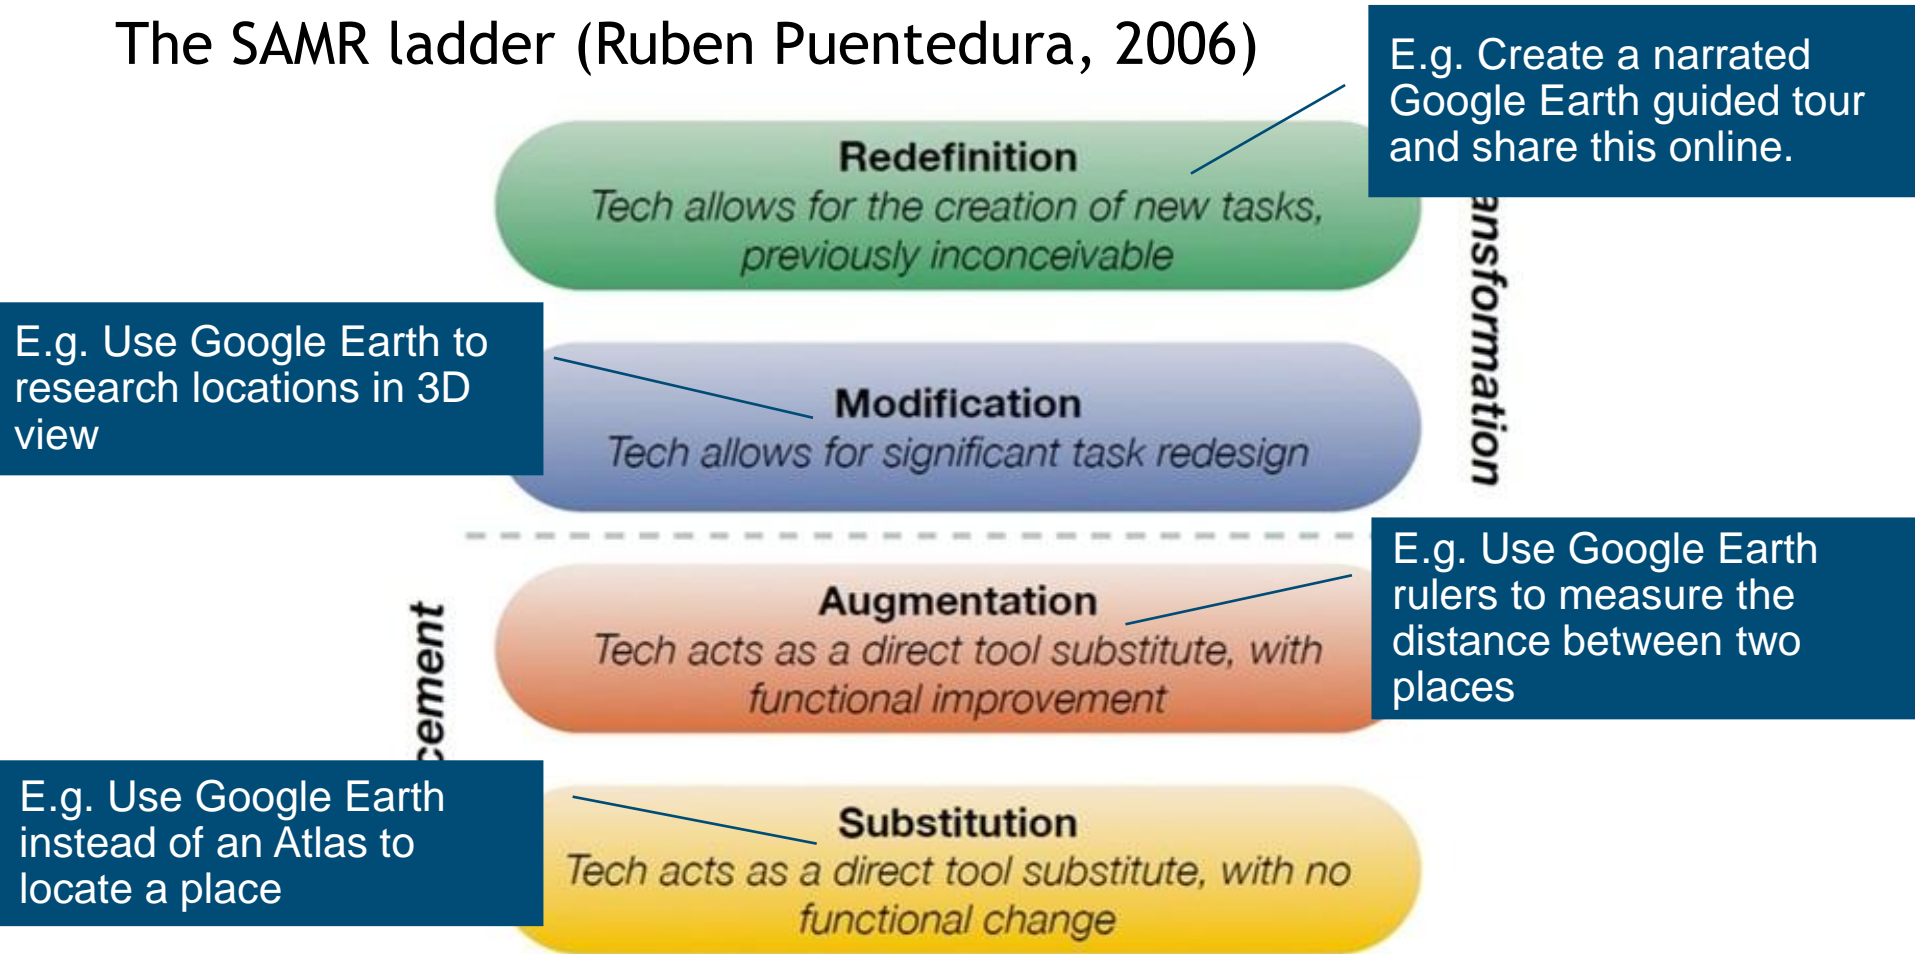 The SAMR ladder (Ruben Puentedura, 2006)
E.g. Create a narrated
Google Earth guided tour
and share this online.
Redefinition
Tech allows for the creation of new tasks,
previously inconceivable
ansformation
E.g. Use Google Earth to
research locations in 3D
view
Modification
Tech allows for significant task redesign
E.g. Use Google Earth
rulers to measure the
distance between two
places
Augmentation
Tech acts as a direct tool substitute, with
functional improvement
cement
E.g. Use Google Earth
instead of an Atlas to
locate a place
Substitution
Tech acts as a direct tool substitute, with no
functional change